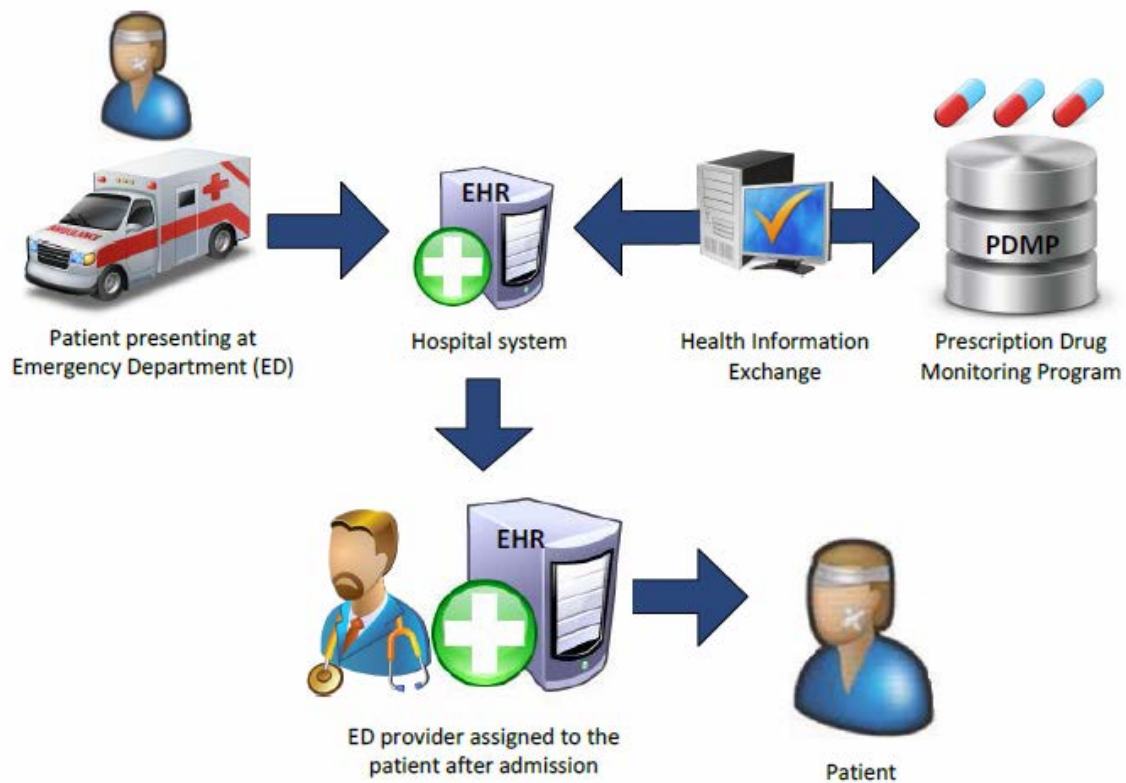 AMBULANCE
EHR
PDMP
Patient presenting at
Emergency Department (ED)
Hospital system
Health Information
Exchange
Prescription Drug
Monitoring Program
EHR
ED provider assigned to the
patient after admission
Patient